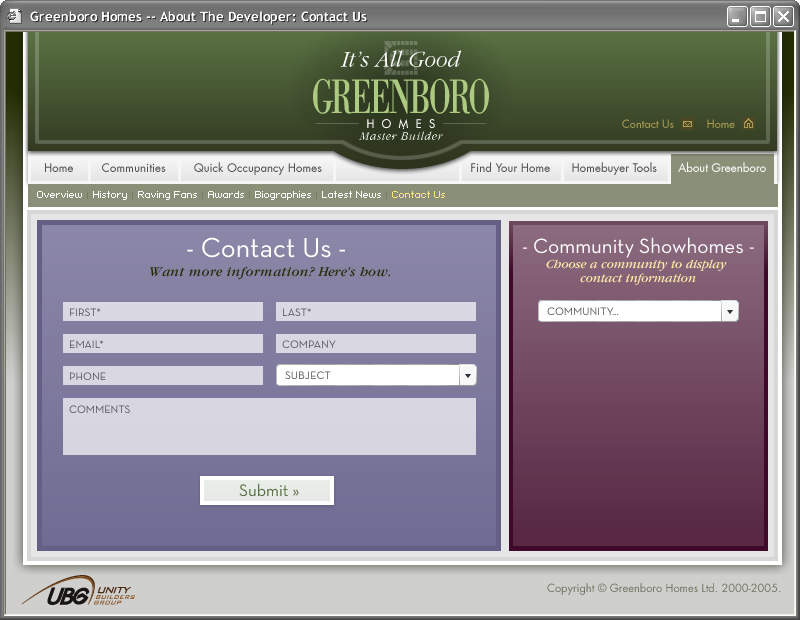 Greenboro Homes -- About The Developer: Contact Us
It's All Good
GREENBORO
HOMES
Master Builder
Contact Us Home
Home Communities Quick Occupancy Homes Find Your Home Homebuyer Tools About Greenboro
Overview History Raving Fans Awards Biographies Latest News Contact Us
- Contact Us -
Want more information? Here's how.
FIRST* LAST*
EMAIL* COMPANY
PHONE SUBJECT
COMMENTS
Submit »
- Community Showhomes -
Choose a community to display
contact information
COMMUNITY...
UBG UNITY
BUILDERS
GROUP
Copyright © Greenboro Homes Ltd. 2000-2005.